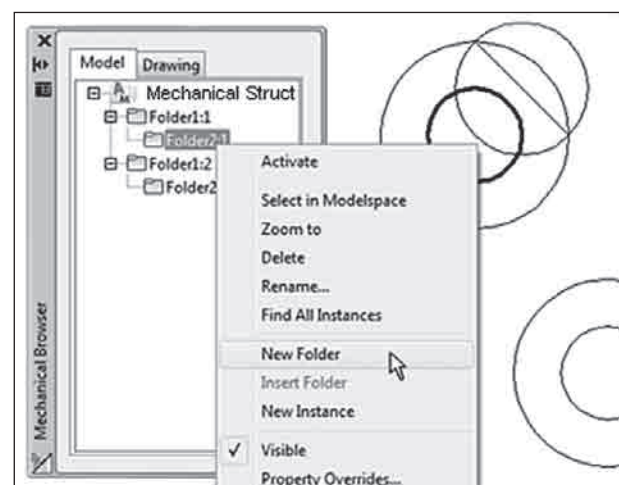 Model Drawing
Mechanical Struct
Folder1:1
Folder2:1
Folder1:2
Folder2
Activate
Select in Modelspace
Zoom to
Delete
Rename...
Find All Instances
New Folder
Insert Folder
New Instance
Visible
Property Overrides...
Mechanical Browser